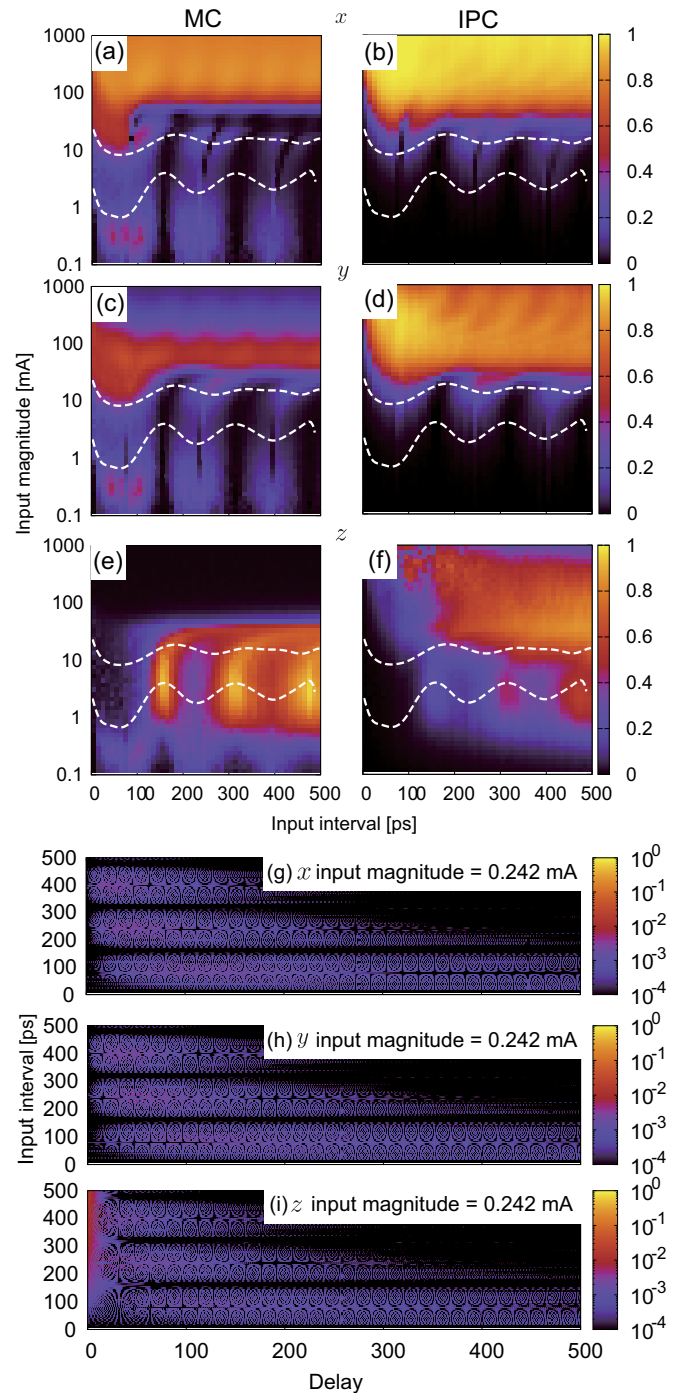 MC x IPC
1000 (a) (b) 1
100 0.8
10 0.6
1 0.4
0.1 0.2
0
y
1000 (c) (d) 1
100 0.8
10 0.6
1 0.4
0.1 0.2
0
Input magnitude [mA]
z
1000 (e) (f) 1
100 0.8
10 0.6
1 0.4
0.1 0.2
0
0 100 200 300 400 500 0 100 200 300 400 500
Input interval [ps]
500 (g) x input magnitude = 0.242 mA 10^0
400 10^-1
300 10^-2
200 10^-3
100 10^-4
0
500 (h) y input magnitude = 0.242 mA 10^0
400 10^-1
300 10^-2
200 10^-3
100 10^-4
0
Input interval [ps]
500 (i) z input magnitude = 0.242 mA 10^0
400 10^-1
300 10^-2
200 10^-3
100 10^-4
0
0 100 200 300 400 500
Delay